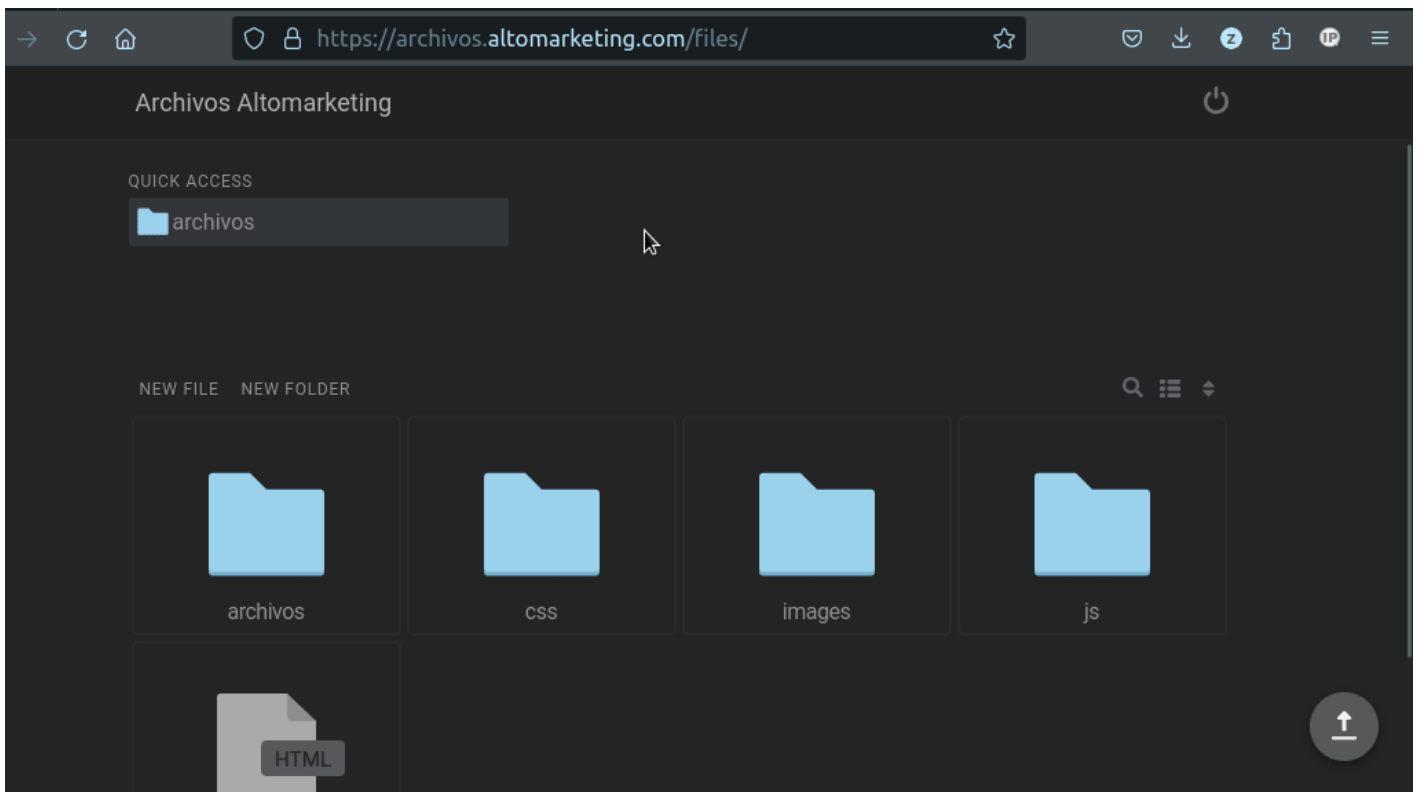 https://archivos.altomarketing.com/files/
Z
IP
Archivos Altomarketing
QUICK ACCESS
archivos
NEW FILE NEW FOLDER
archivos css images js
HTML